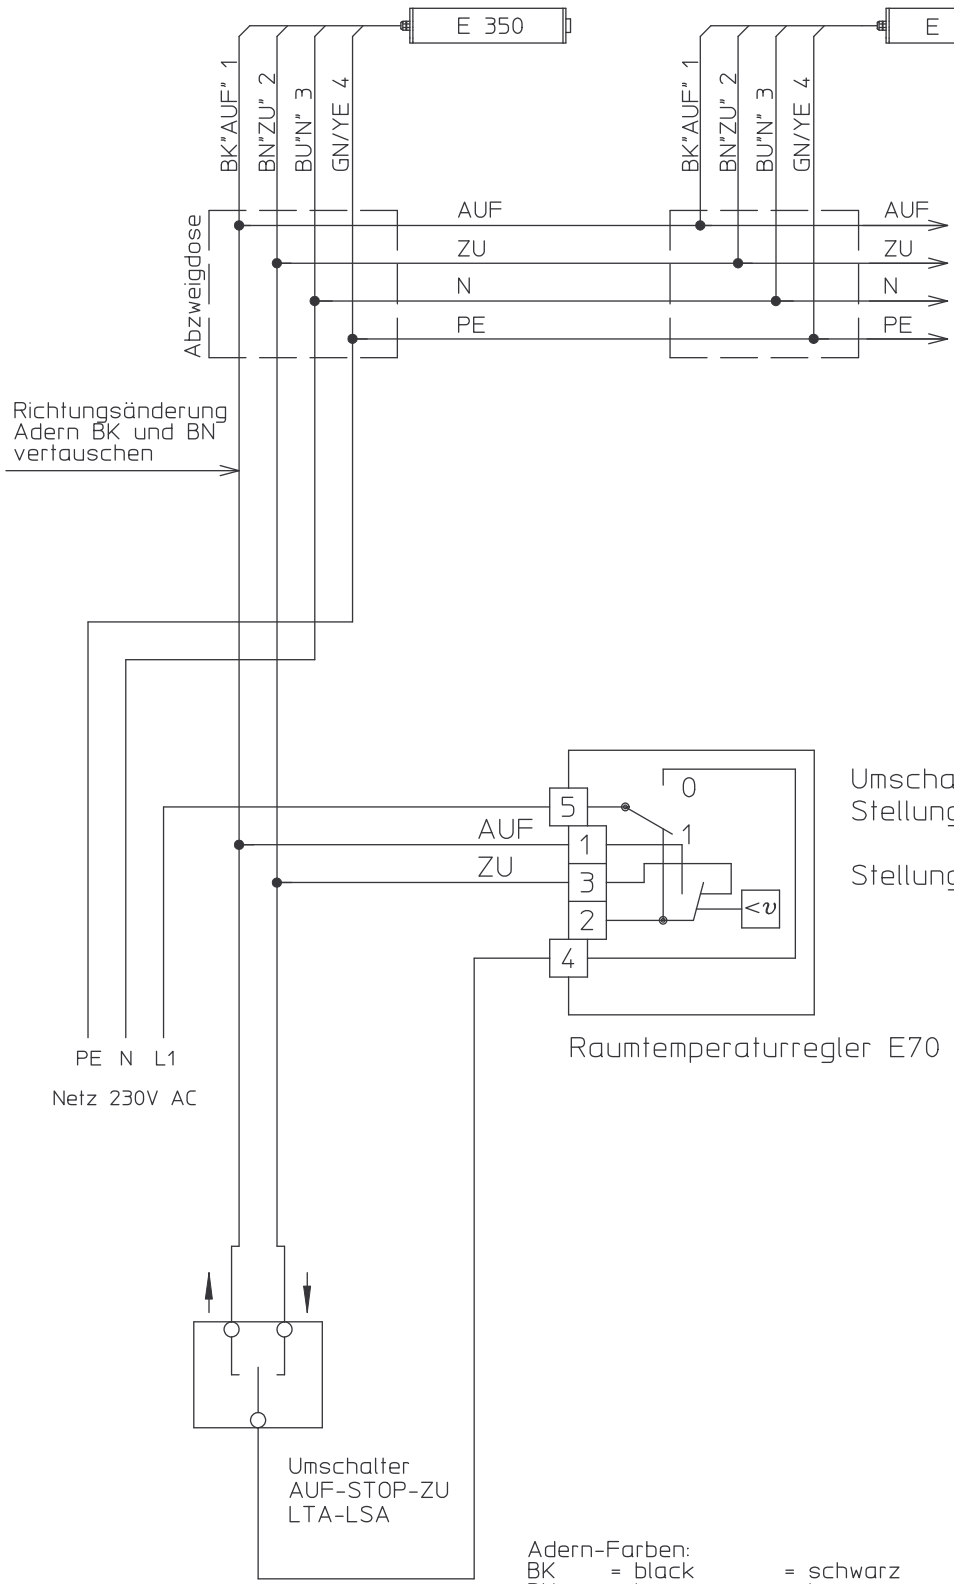 E 350
E
BK"AUF" 1
BN"ZU" 2
BU"N" 3
GN/YE 4
BK"AUF" 1
BN"ZU" 2
BU"N" 3
GN/YE 4
Abzweigdose
AUF
ZU
N
PE
AUF
ZU
N
PE
Richtungsänderung
Adern BK und BN
vertauschen
0
1
5
1
3
2
4
AUF
ZU
<v
Umscha
Stellung
Stellung
Raumtemperaturregler E70
PE N L1
Netz 230V AC
Umschalter
AUF-STOP-ZU
LTA-LSA
Adern-Farben:
BK = black = schwarz